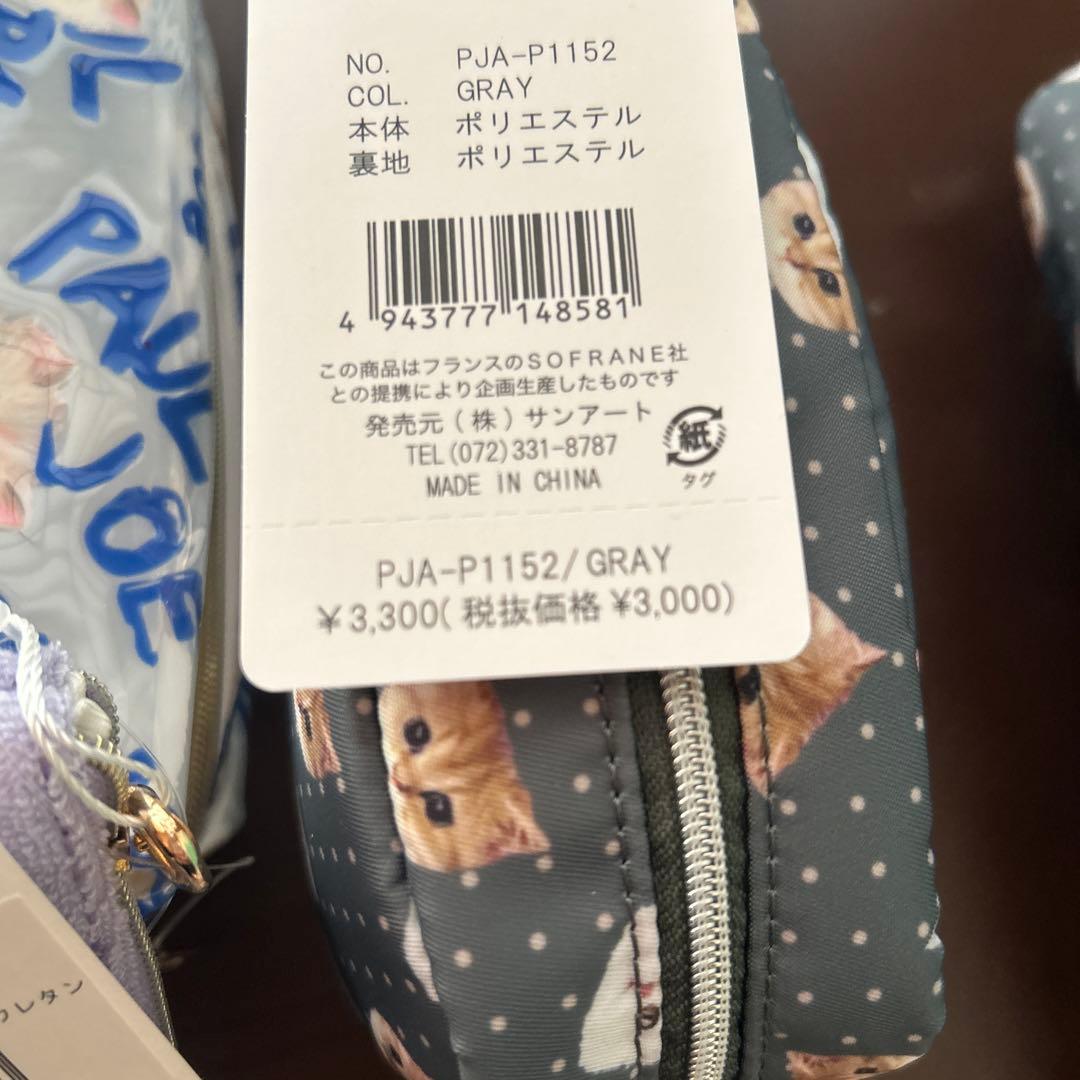 NO. PJA-P1152
COL. GRAY
本体 ポリエステル
裏地 ポリエステル
4 943777 148581
この商品はフランスのＳＯＦＲＡＮＥ社
との提携により企画生産したものです
発売元（株）サンアート
TEL(072)331-8787
MADE IN CHINA
紙
タグ
PJA-P1152/GRAY
¥3,300(税抜価格 ¥3,000)
PAUL
JOE
レタン